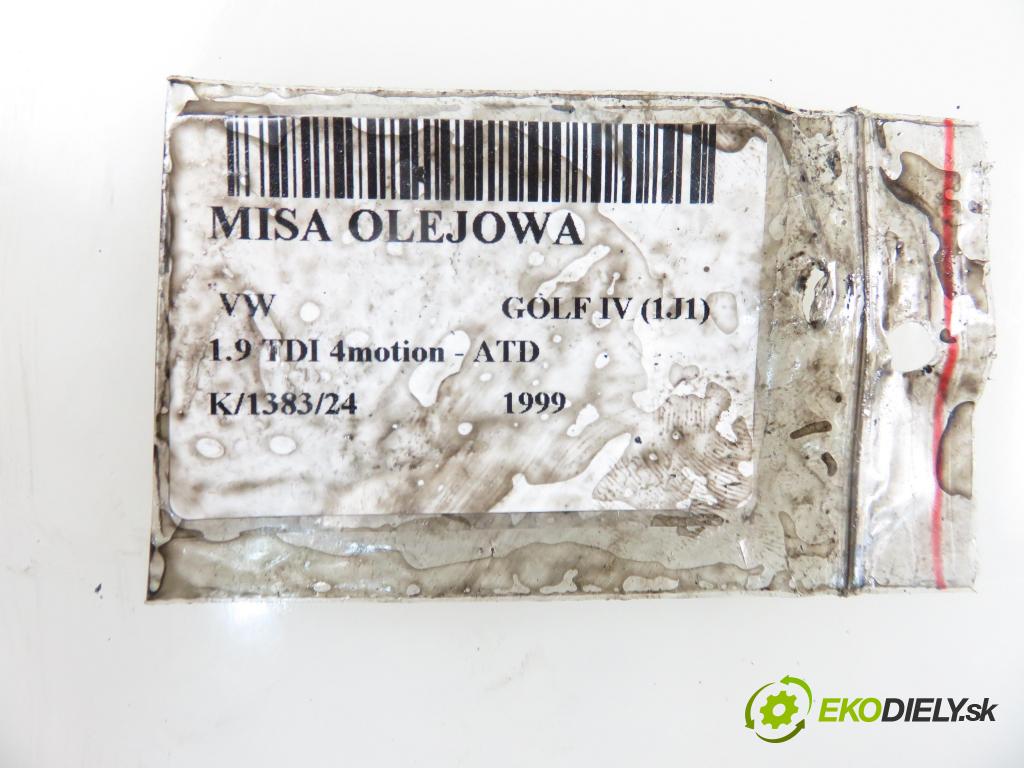 MISA OLEJOWA
VW GOLF IV (1J1)
1.9 TDI 4motion - ATD
K/1383/24 1999
EKODIELY.sk